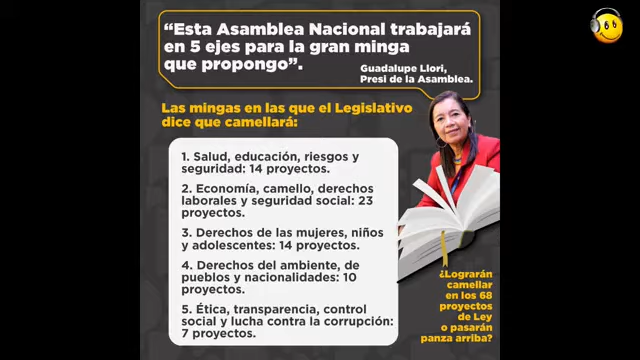 “Esta Asamblea Nacional trabajará
en 5 ejes para la gran minga
que propongo”.
Guadalupe Llori,
Presi de la Asamblea.
Las mingas en las que el Legislativo
dice que camellará:
1. Salud, educación, riesgos y
seguridad: 14 proyectos.
2. Economía, camello, derechos
laborales y seguridad social: 23
proyectos.
3. Derechos de las mujeres, niños
y adolescentes: 14 proyectos.
4. Derechos del ambiente, de
pueblos y nacionalidades: 10
proyectos.
5. Ética, transparencia, control
social y lucha contra la corrupción:
7 proyectos.
¿Lograrán
camellar
en los 68
proyectos
de Ley
o pasarán
panza arriba?